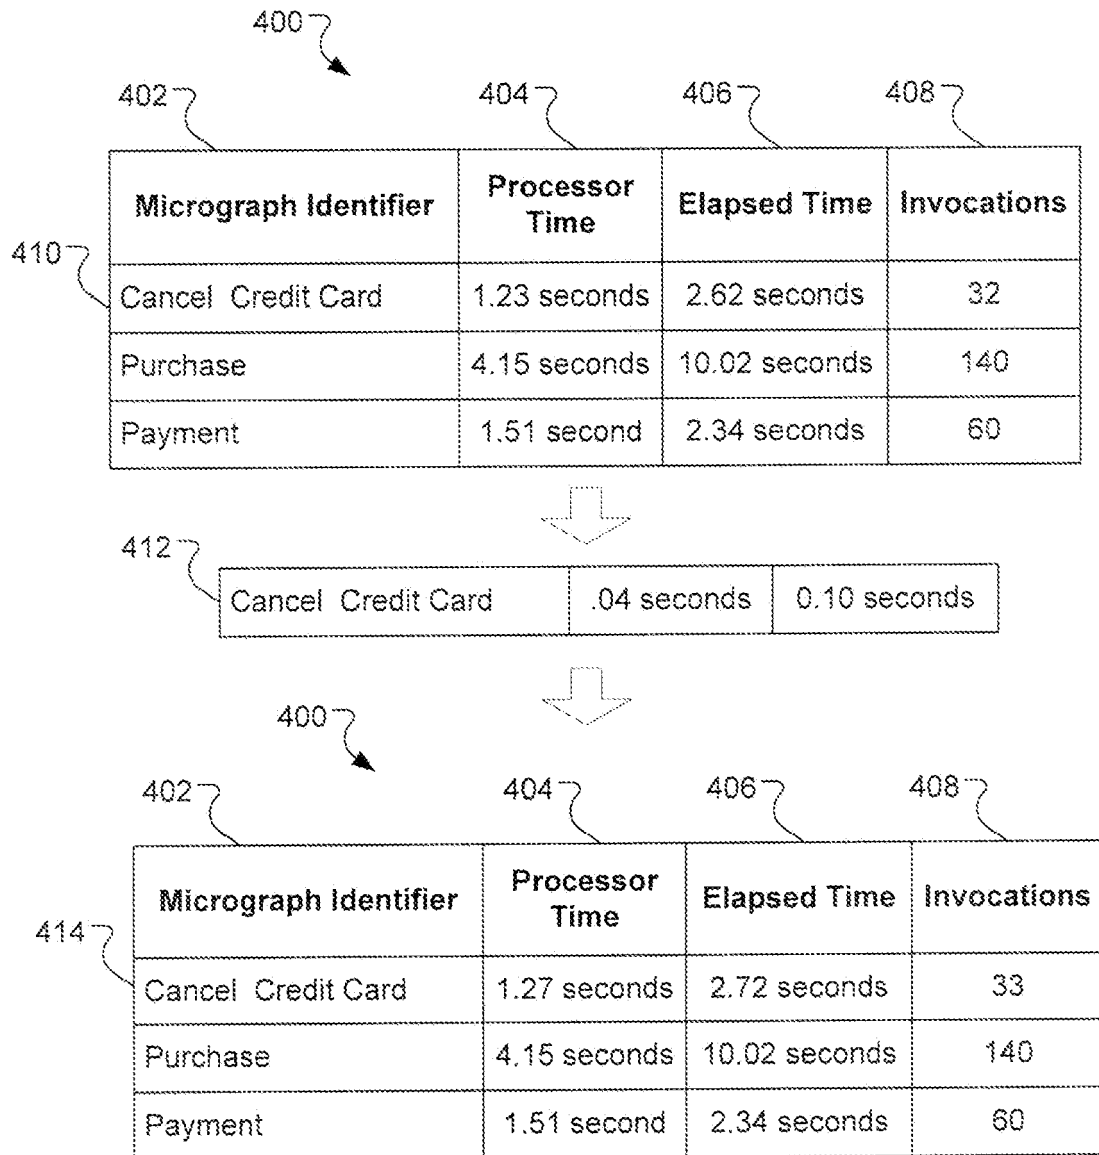 400
402 404 406 408
Micrograph Identifier Processor Time Elapsed Time Invocations
410
Cancel Credit Card 1.23 seconds 2.62 seconds 32
Purchase 4.15 seconds 10.02 seconds 140
Payment 1.51 second 2.34 seconds 60
412
Cancel Credit Card .04 seconds 0.10 seconds
400
402 404 406 408
Micrograph Identifier Processor Time Elapsed Time Invocations
414
Cancel Credit Card 1.27 seconds 2.72 seconds 33
Purchase 4.15 seconds 10.02 seconds 140
Payment 1.51 second 2.34 seconds 60